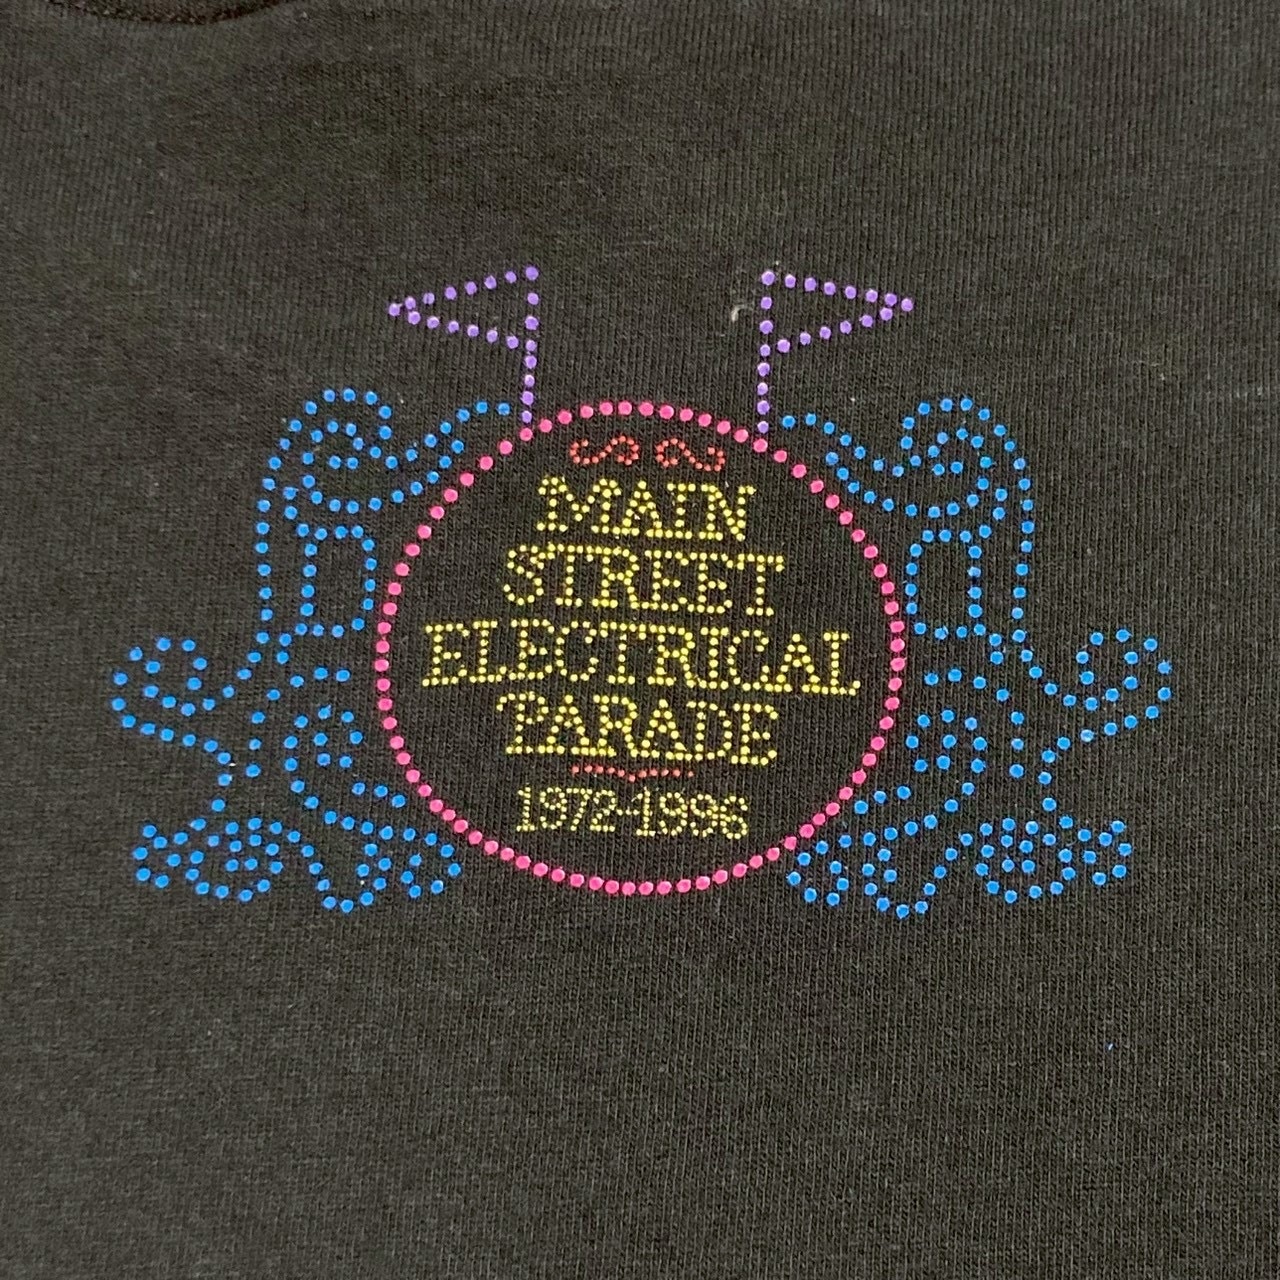 MAIN
STREET
ELECTRICAL
PARADE
1972-1996